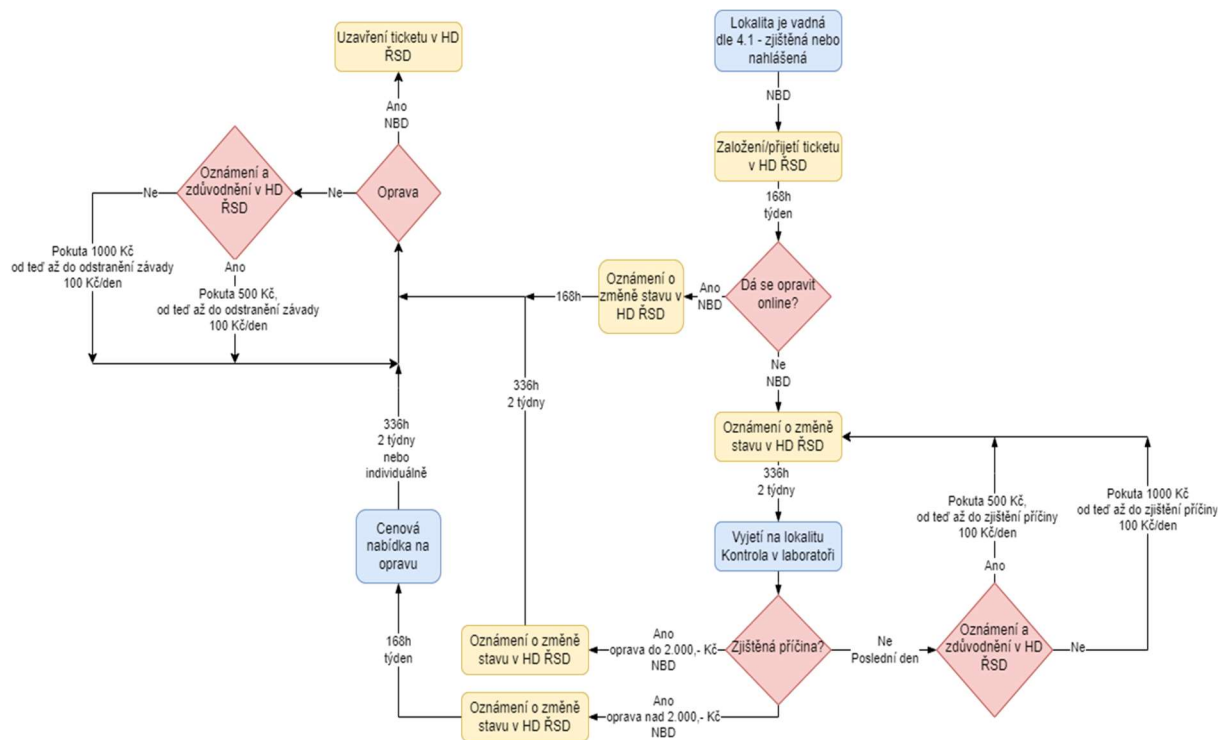 Uzavření ticketu v HD
ŘSD
Lokalita je vadná
dle 4.1 - zjištěná nebo
nahlášená
NBD
Ano
NBD
Založení/přijetí ticketu
v HD ŘSD
Oznámení a
zdůvodnění v HD
ŘSD
Ne
Ne
Oprava
168h
týden
Pokuta 1000 Kč
od teď až do odstranění závady
100 Kč/den
Ano
Pokuta 500 Kč,
od teď až do odstranění závady
100 Kč/den
168h
Oznámení o
změně stavu v
HD ŘSD
Ano
NBD
Dá se opravit
online?
Ne
NBD
336h
2 týdny
336h
2 týdny
nebo
individuálně
Oznámení o změně
stavu v HD ŘSD
336h
2 týdny
Pokuta 500 Kč,
od teď až do zjištění příčiny
100 Kč/den
Pokuta 1000 Kč
od teď až do zjištění příčiny
100 Kč/den
Cenová
nabídka na
opravu
Vyjetí na lokalitu
Kontrola v laboratoři
Ano
168h
týden
Oznámení o změně
stavu v HD ŘSD
Ano
oprava do 2.000,- Kč
NBD
Zjištěná příčina?
Ne
Poslední den
Oznámení a
zdůvodnění v HD
ŘSD
Ne
Oznámení o změně
stavu v HD ŘSD
Ano
oprava nad 2.000,- Kč
NBD